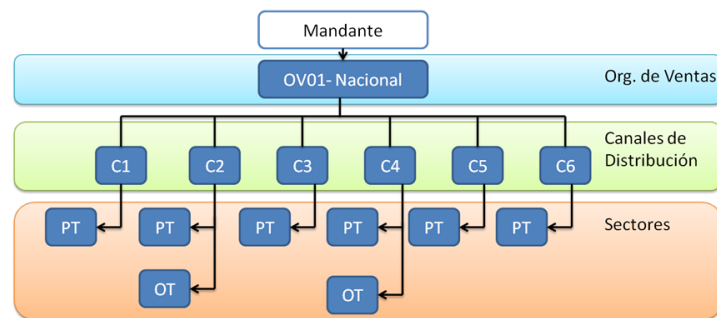 Mandante
OV01- Nacional
Org. de Ventas
Canales de
Distribución
C1 C2 C3 C4 C5 C6
PT PT PT PT PT PT
Sectores
OT OT